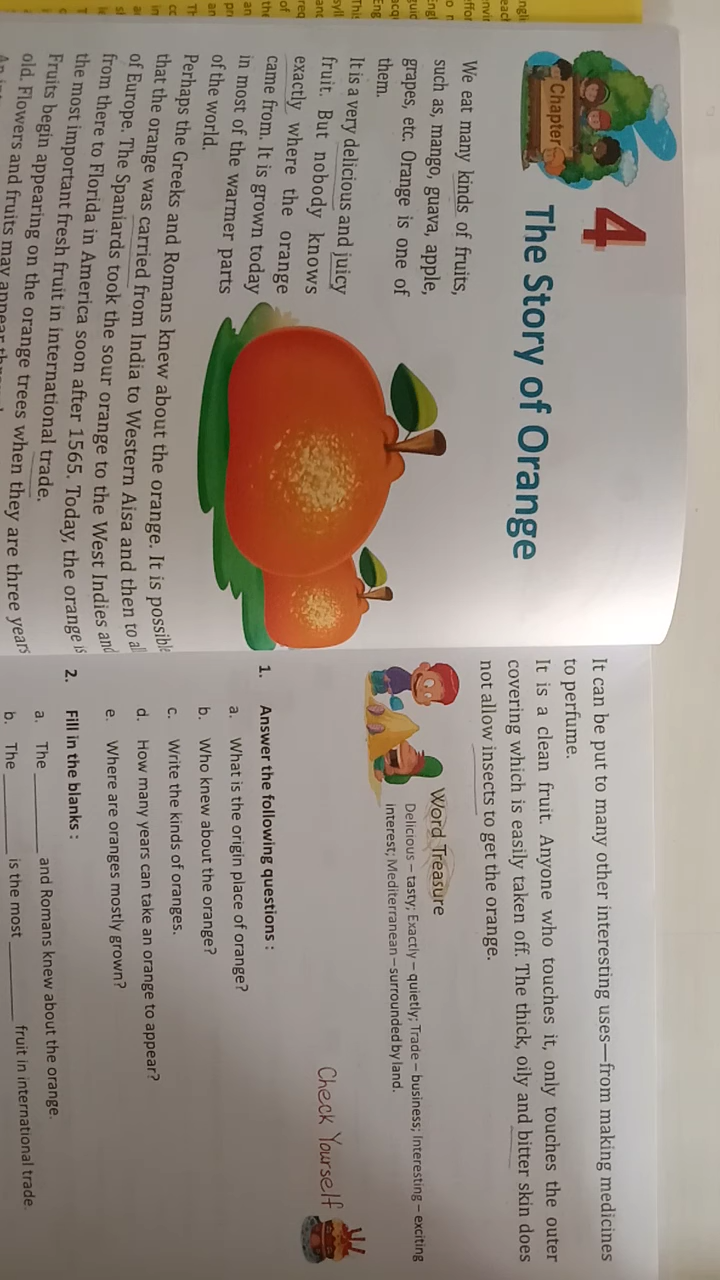 Chapter
4
The Story of Orange
We eat many kinds of fruits,
such as, mango, guava, apple,
grapes, etc. Orange is one of
them.
It is a very delicious and juicy
fruit. But nobody knows
exactly where the orange
came from. It is grown today
in most of the warmer parts
of the world.
Perhaps the Greeks and Romans knew about the orange. It is possible
that the orange was carried from India to Western Aisa and then to all
of Europe. The Spaniards took the sour orange to the West Indies and
from there to Florida in America soon after 1565. Today, the orange is
the most important fresh fruit in international trade.
Fruits begin appearing on the orange trees when they are three years
old. Flowers and fruits may appear
It can be put to many other interesting uses—from making medicines
to perfume.
It is a clean fruit. Anyone who touches it, only touches the outer
covering which is easily taken off. The thick, oily and bitter skin does
not allow insects to get the orange.
Word Treasure
Delicious – tasty; Exactly – quietly; Trade – business; Interesting – exciting
interest; Mediterranean – surrounded by land.
Check Yourself
1. Answer the following questions :
a. What is the origin place of orange?
b. Who knew about the orange?
c. Write the kinds of oranges.
d. How many years can take an orange to appear?
e. Where are oranges mostly grown?
2. Fill in the blanks :
a. The ________ and Romans knew about the orange.
b. The ________ is the most ________ fruit in international trade.